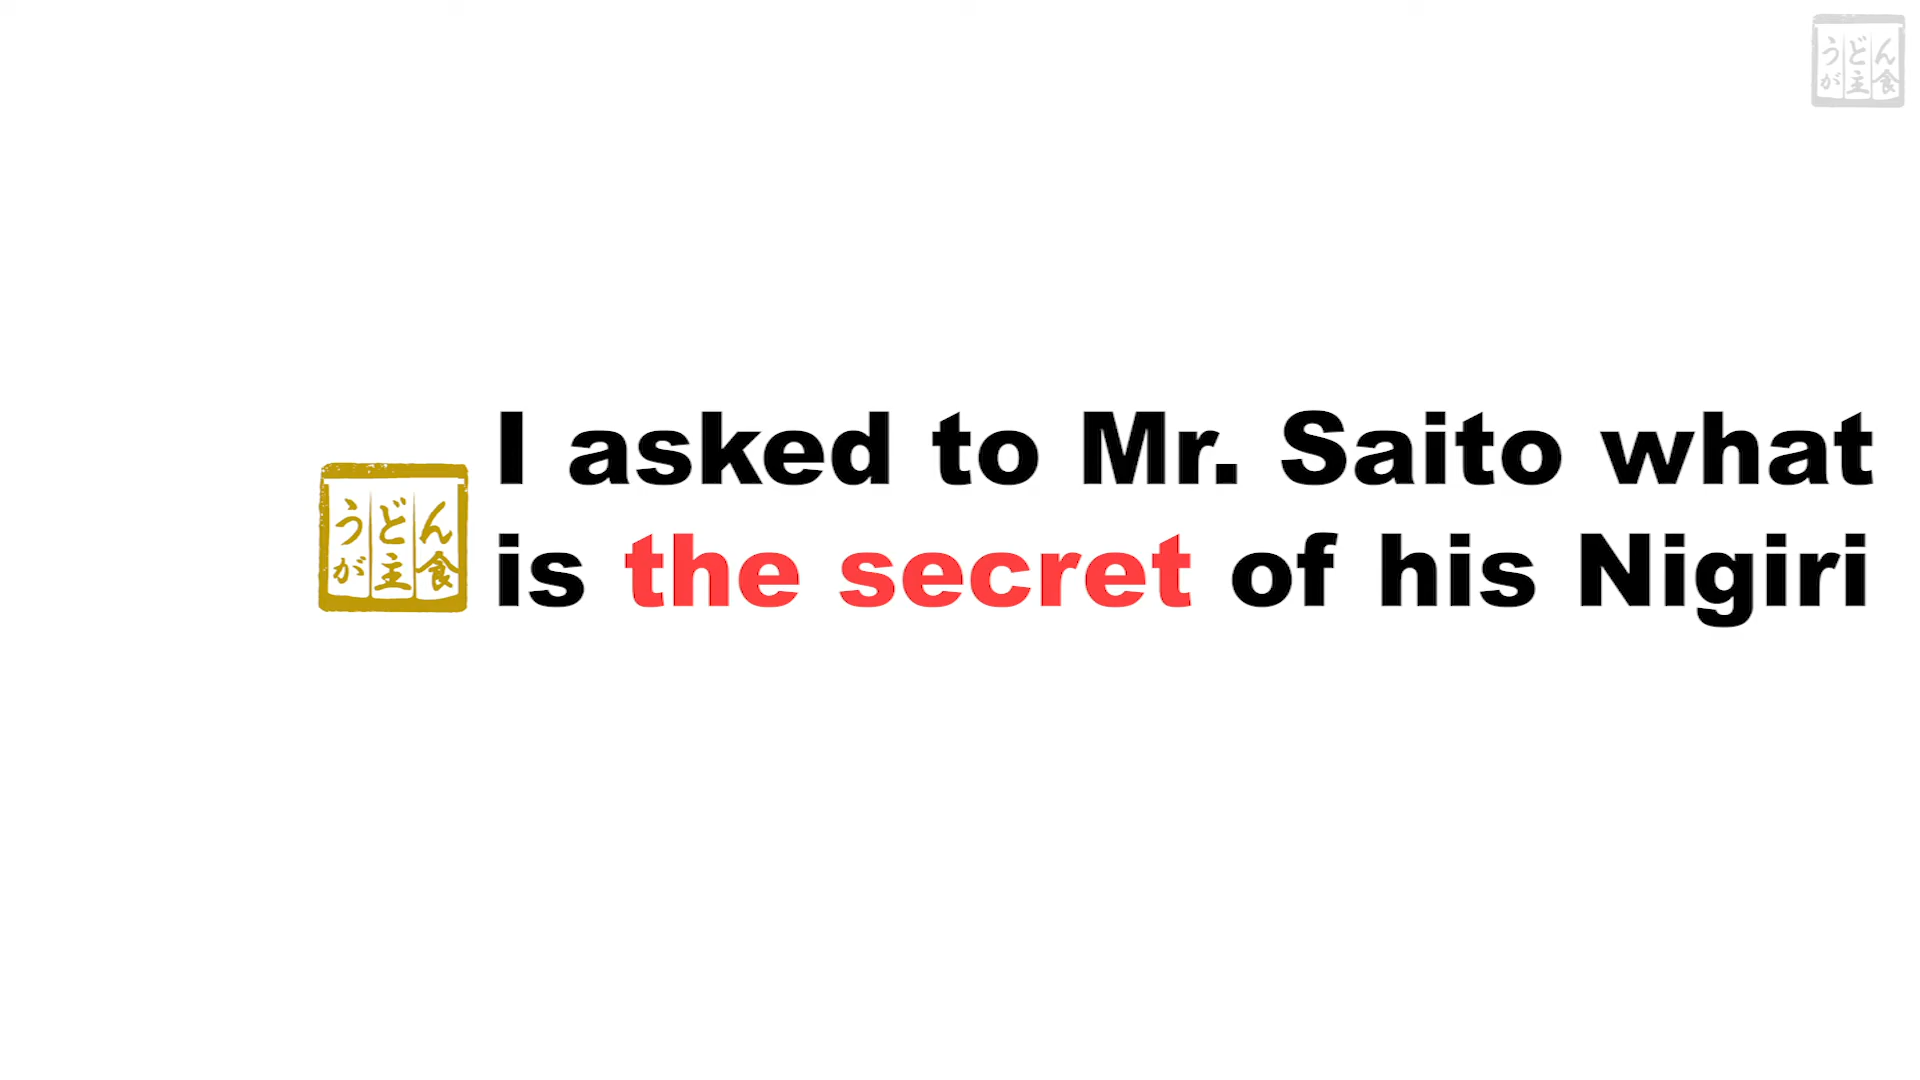 うどん
が主食
I asked to Mr. Saito what
is the secret of his Nigiri
うどん
が主食